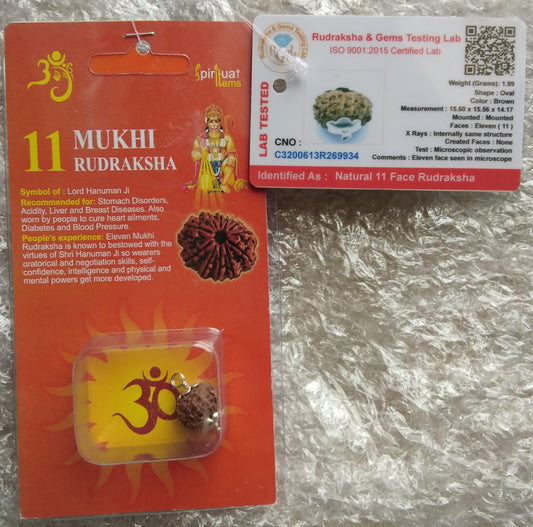 ॐ
Spirituat Items
11 MUKHI
RUDRAKSHA
Symbol of : Lord Hanuman Ji
Recommended for: Stomach Disorders,
Acidity, Liver and Breast Diseases. Also
worn by people to cure heart ailments,
Diabetes and Blood Pressure.
People's experience: Eleven Mukhi
Rudraksha is known to bestowed with the
virtues of Shri Hanuman Ji so wearers
oratorical and negotiation skills, self-
confidence, intelligence and physical and
mental powers get more developed.
ॐ
Rudraksha & Gems Testing Lab
ISO 9001:2015 Certified Lab
LAB TESTED
CNO :
C3200613R269934
Weight (Grams): 1.99
Shape : Oval
Color : Brown
Measurement : 15.60 x 15.56 x 14.17
Mounted : Mounted
Faces : Eleven ( 11 )
X Rays : Internally same structure
Created Faces : None
Test : Microscopic observation
Comments : Eleven face seen in microscope
Identified As : Natural 11 Face Rudraksha